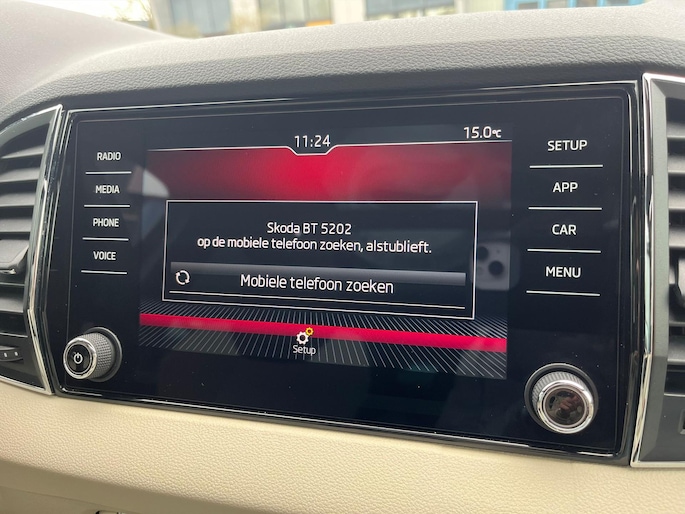 11:24
15.0°C
RADIO
MEDIA
PHONE
VOICE
SETUP
APP
CAR
MENU
Skoda BT 5202
op de mobiele telefoon zoeken, alstublieft.
Mobiele telefoon zoeken
Setup